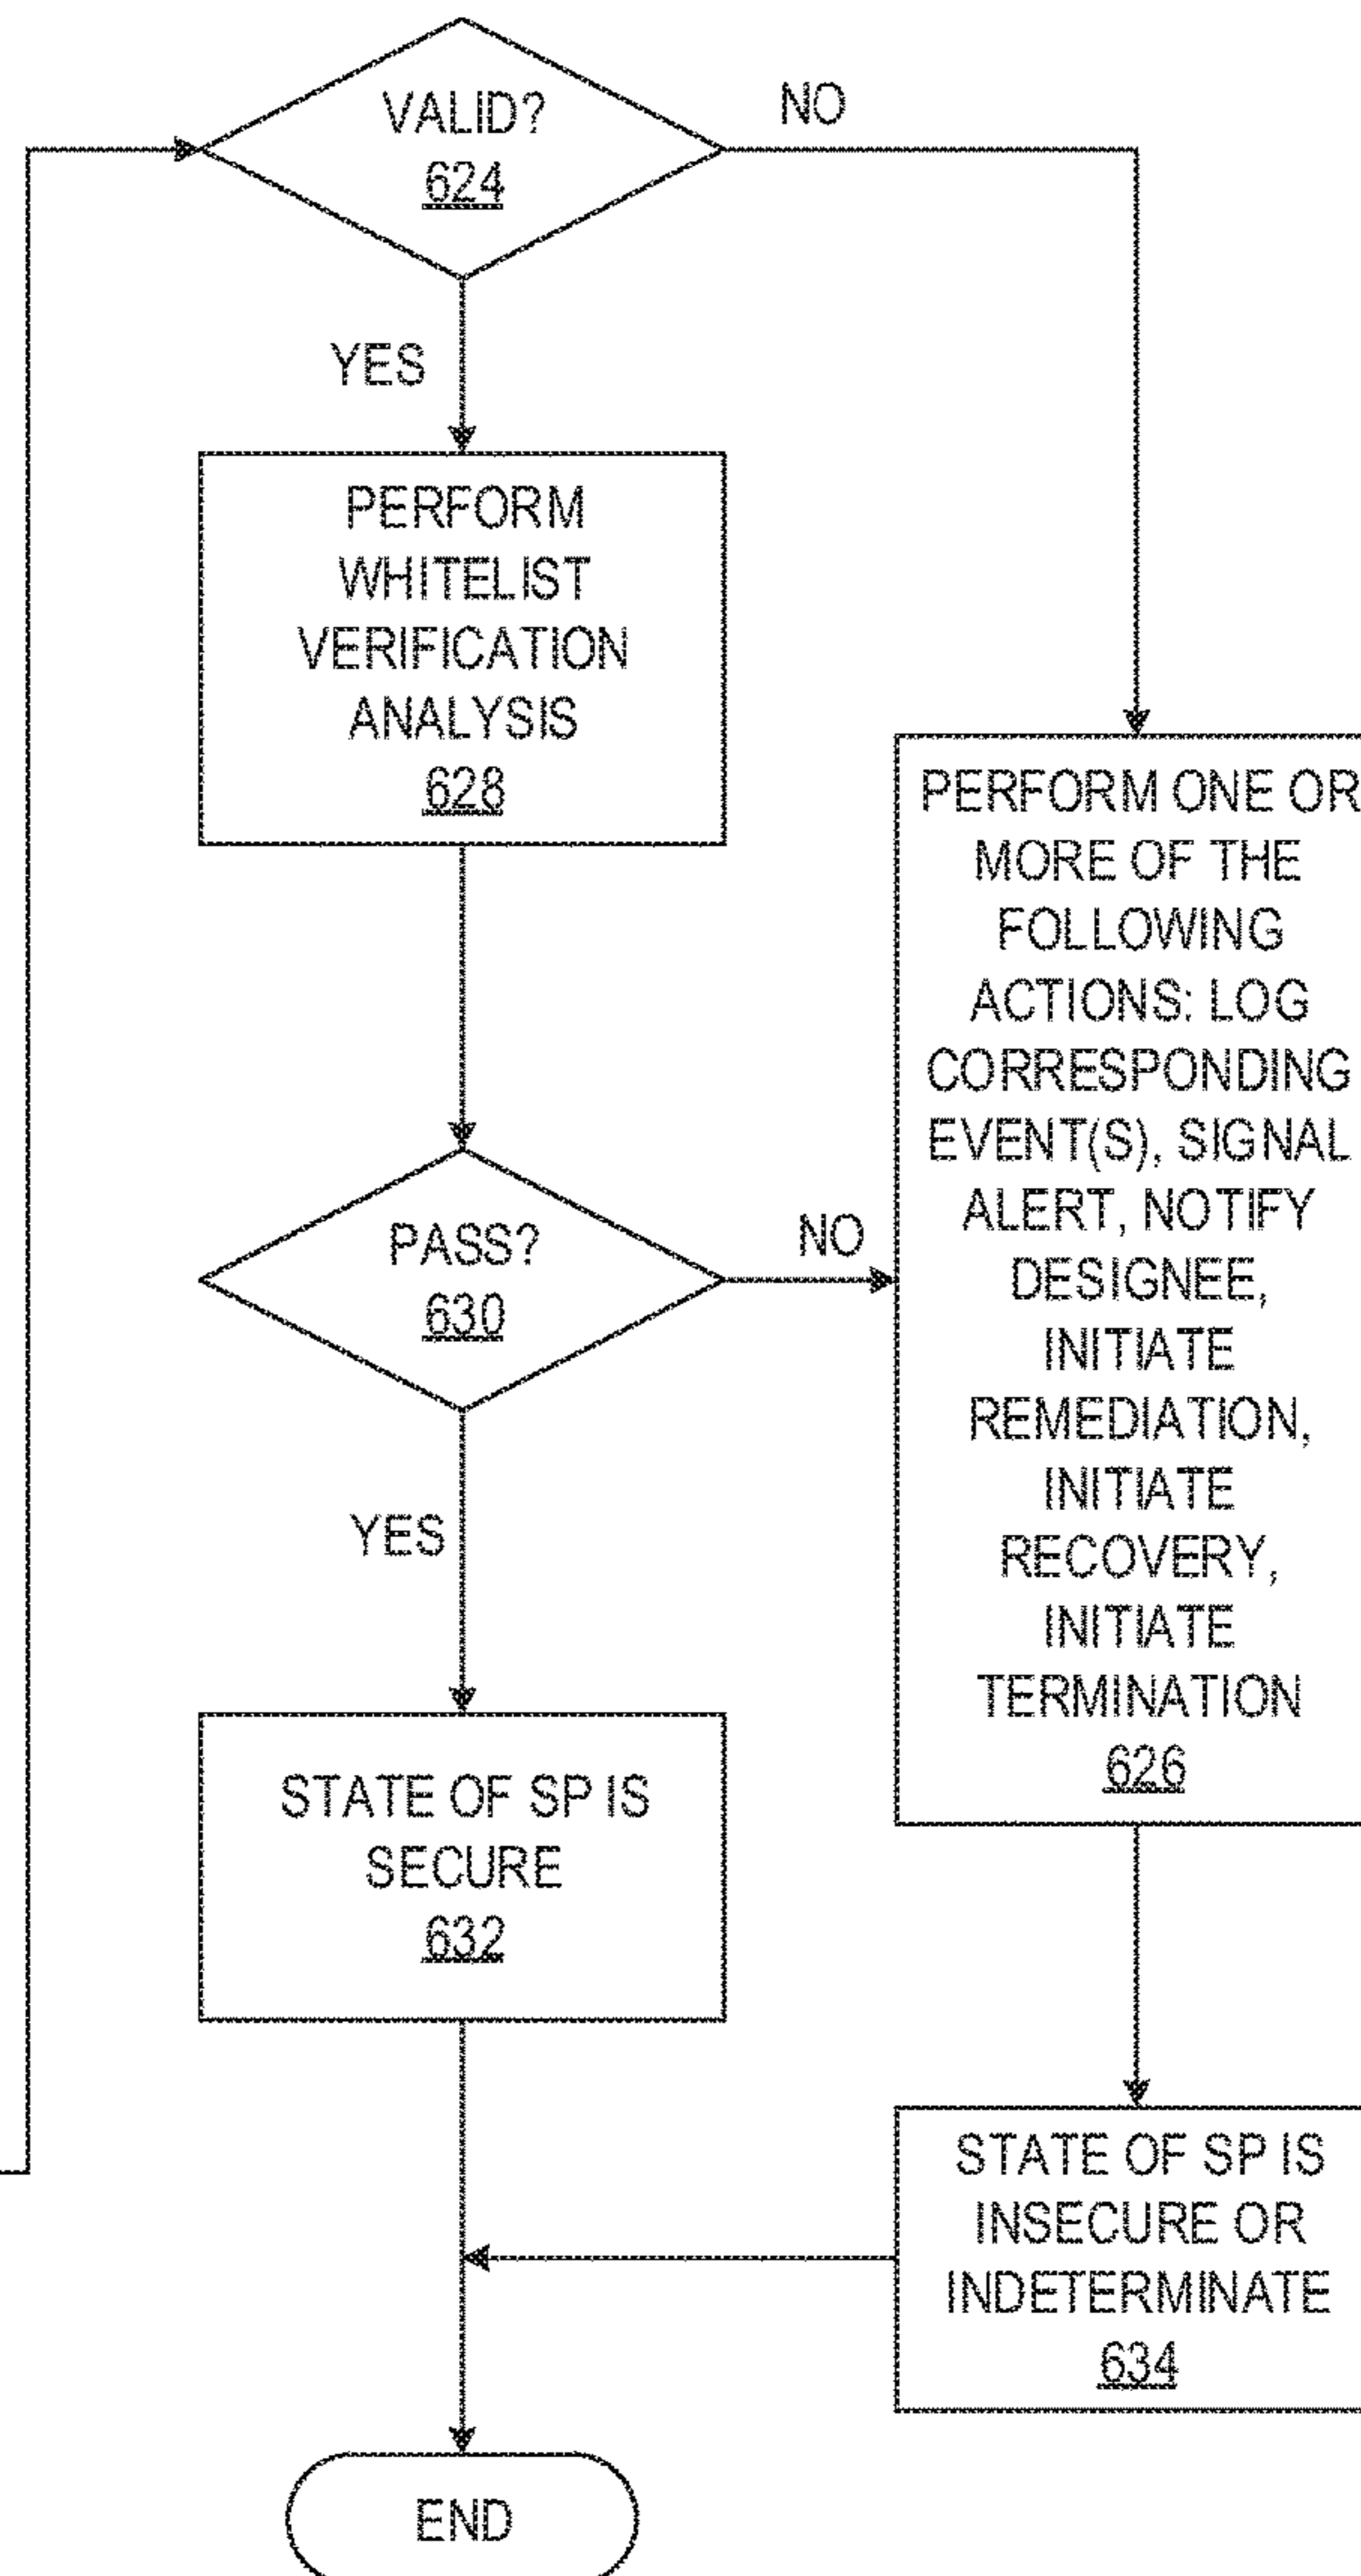 VALID?
624
NO
YES
PERFORM
WHITELIST
VERIFICATION
ANALYSIS
628
PASS?
630
NO
YES
STATE OF SP IS
SECURE
632
PERFORM ONE OR
MORE OF THE
FOLLOWING
ACTIONS: LOG
CORRESPONDING
EVENT(S), SIGNAL
ALERT, NOTIFY
DESIGNEE,
INITIATE
REMEDIATION,
INITIATE
RECOVERY,
INITIATE
TERMINATION
626
STATE OF SP IS
INSECURE OR
INDETERMINATE
634
END